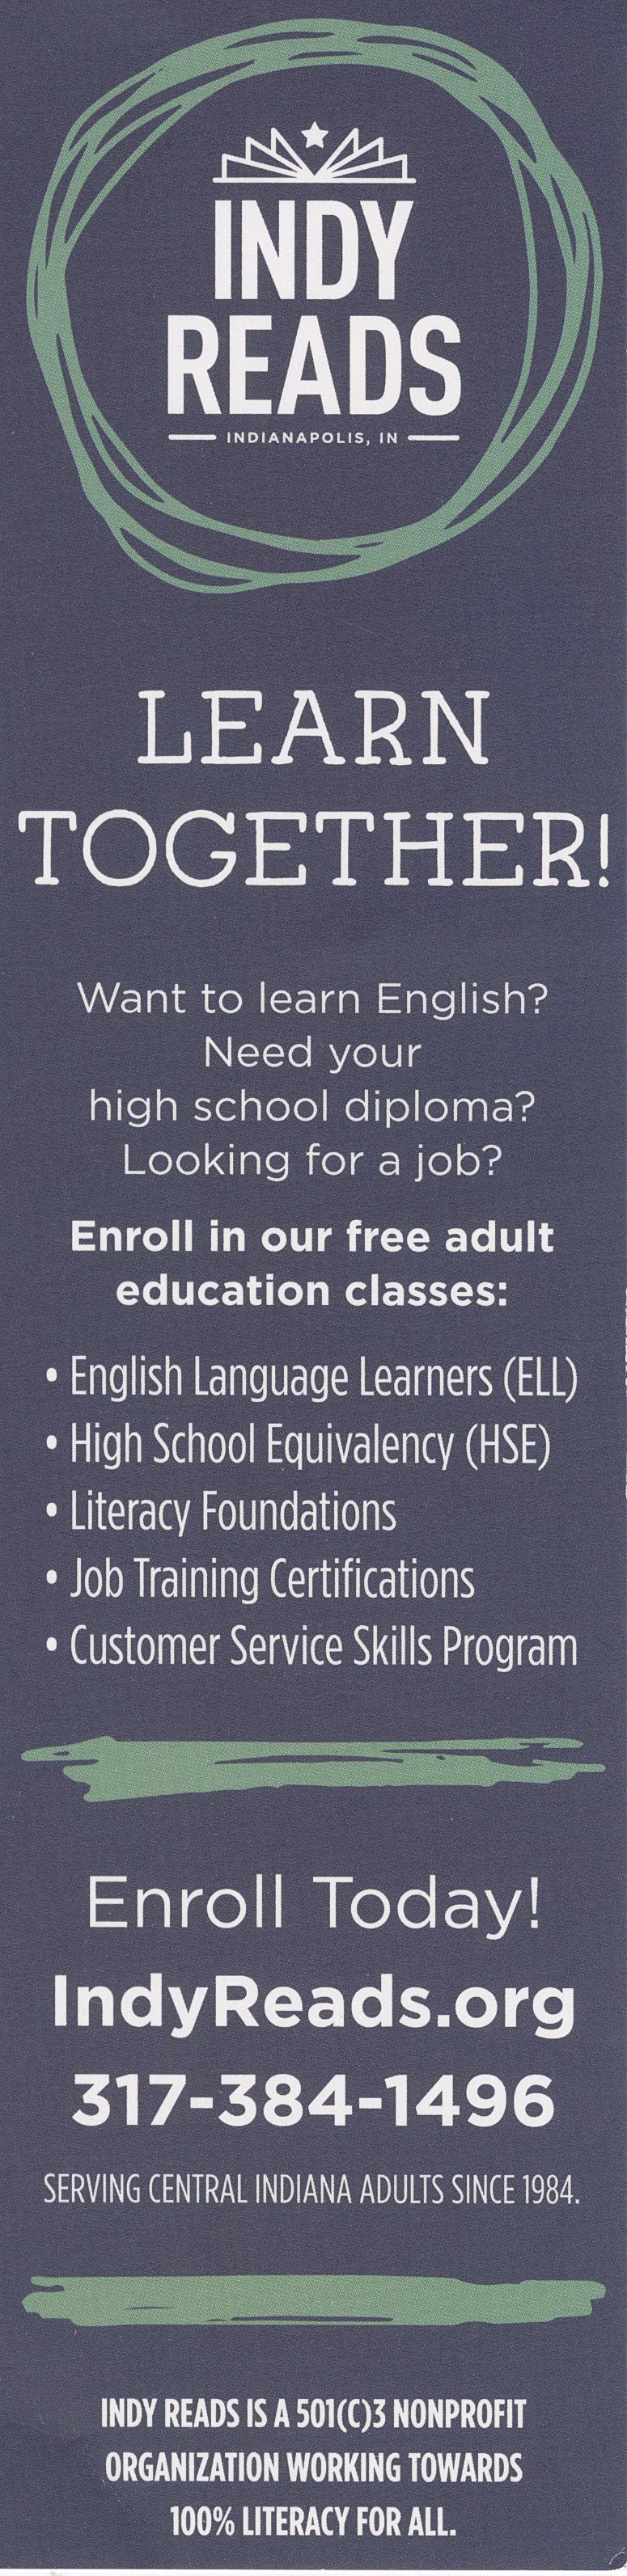 INDY
READS
INDIANAPOLIS, IN
LEARN
TOGETHER!
Want to learn English?
Need your
high school diploma?
Looking for a job?
Enroll in our free adult
education classes:
• English Language Learners (ELL)
• High School Equivalency (HSE)
• Literacy Foundations
• Job Training Certifications
• Customer Service Skills Program
Enroll Today!
IndyReads.org
317-384-1496
SERVING CENTRAL INDIANA ADULTS SINCE 1984.
INDY READS IS A 501(C)3 NONPROFIT
ORGANIZATION WORKING TOWARDS
100% LITERACY FOR ALL.